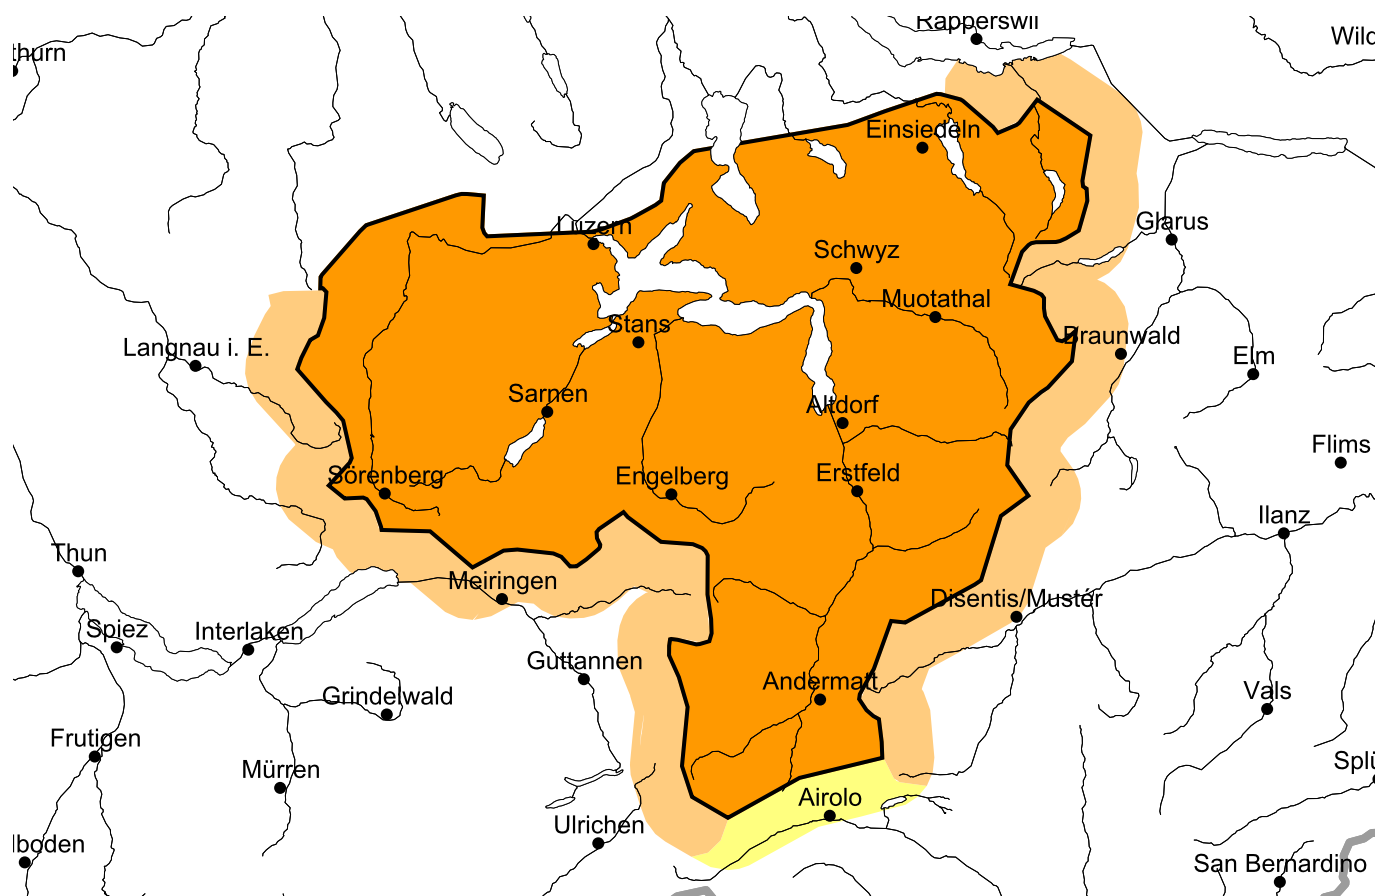 Rapperswil
Wild
thurn
Einsiedeln
Luzern
Glarus
Schwyz
Muotathal
Stans
Braunwald
Langnau i. E.
Elm
Sarnen
Altdorf
Flims
Sörenberg
Engelberg
Erstfeld
Ilanz
Thun
Meiringen
Disentis/Mustér
Spiez
Interlaken
Guttannen
Andermatt
Vals
Grindelwald
Frutigen
Mürren
Splü
Airolo
Ulrichen
lboden
San Bernardino